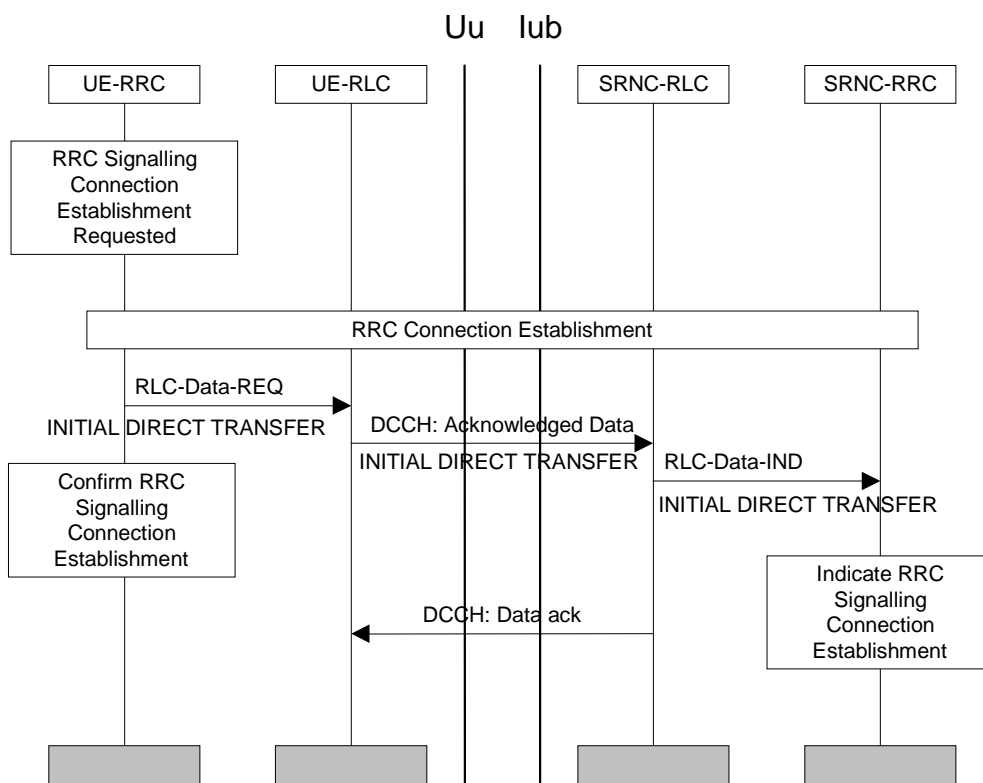 Uu Iub
UE-RRC UE-RLC SRNC-RLC SRNC-RRC
RRC Signalling
Connection
Establishment
Requested
RRC Connection Establishment
RLC-Data-REQ
INITIAL DIRECT TRANSFER
DCCH: Acknowledged Data
INITIAL DIRECT TRANSFER
RLC-Data-IND
INITIAL DIRECT TRANSFER
Confirm RRC
Signalling
Connection
Establishment
Indicate RRC
Signalling
Connection
Establishment
DCCH: Data ack